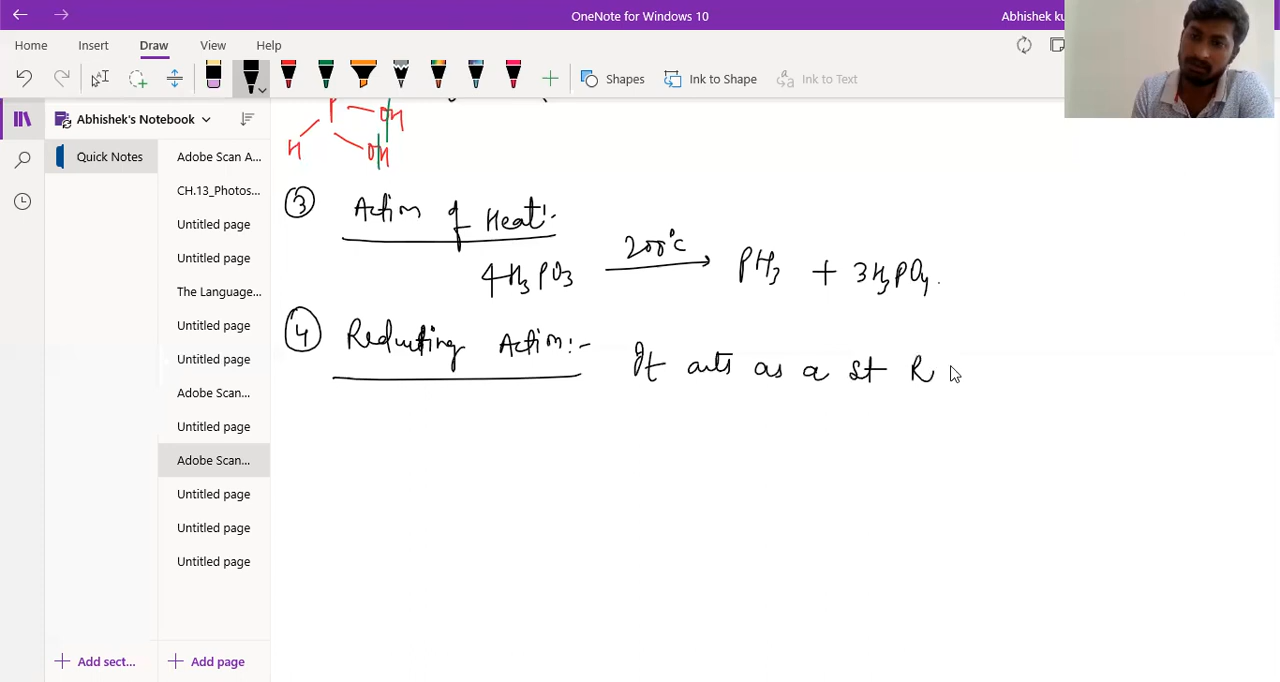 OneNote for Windows 10
Abhishek ku
Home Insert Draw View Help
Shapes Ink to Shape Ink to Text
Abhishek's Notebook
Quick Notes
Adobe Scan A...
CH.13_Photos...
Untitled page
Untitled page
The Language...
Untitled page
Untitled page
Adobe Scan...
Untitled page
Adobe Scan...
Untitled page
Untitled page
Untitled page
Add sect...
Add page
P OH
H OH
③ Action of Heat:-
4H₃PO₃ 200°C → PH₃ + 3H₃PO₄.
④ Reducting Action:- It acts as a St R